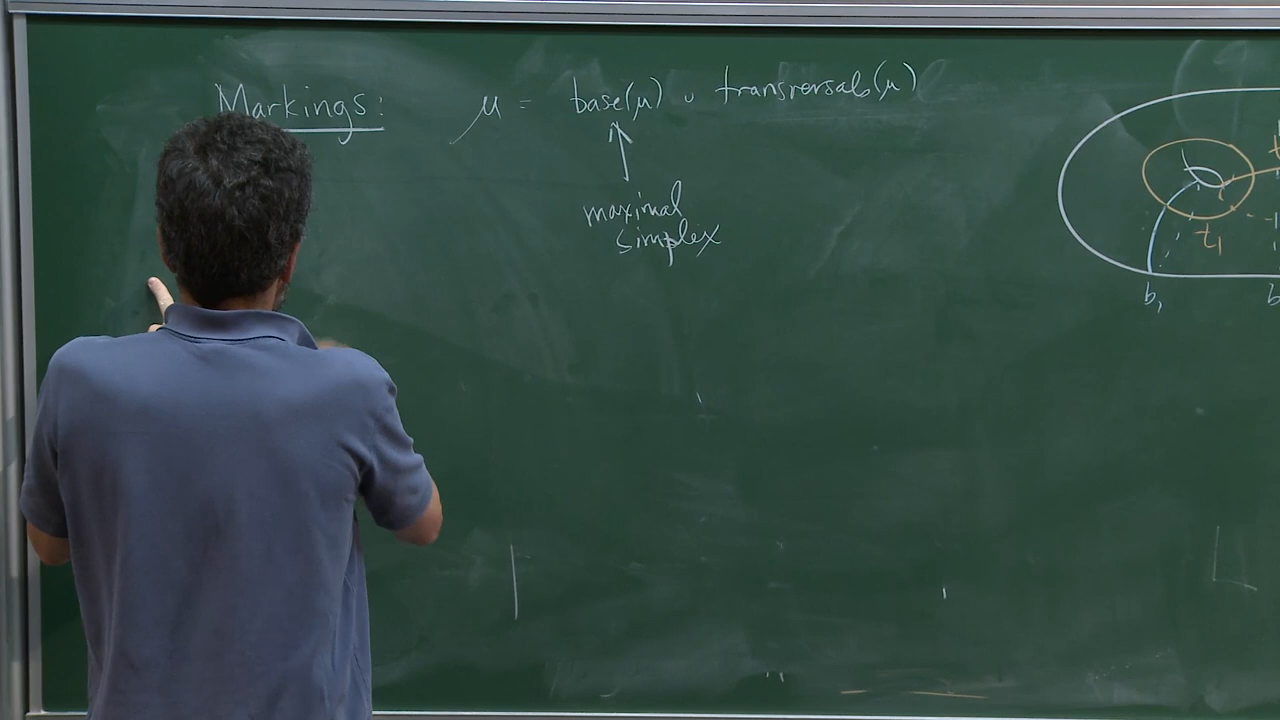 Markings: μ = base(μ) ∪ transversals(μ)
maximal
simplex
t
t₁
b₁ b